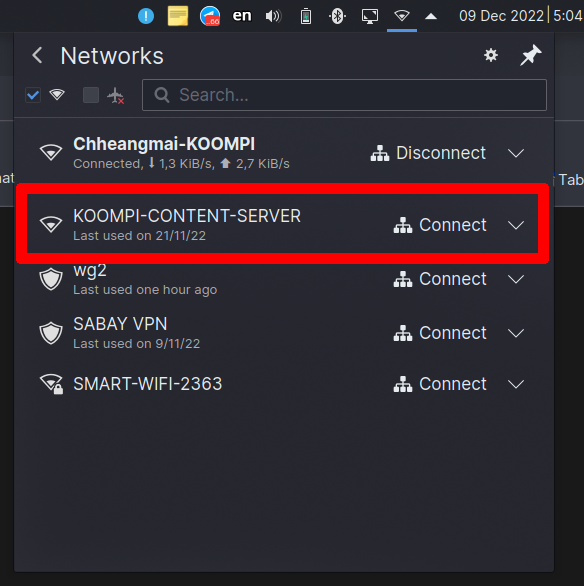 en
09 Dec 2022
5:04
Networks
Search...
Chheangmai-KOOMPI
Connected, ⬇ 1,3 KiB/s, ⬆ 2,7 KiB/s
Disconnect
KOOMPI-CONTENT-SERVER
Last used on 21/11/22
Connect
wg2
Last used one hour ago
Connect
SABAY VPN
Last used on 9/11/22
Connect
SMART-WIFI-2363
Connect
Tab